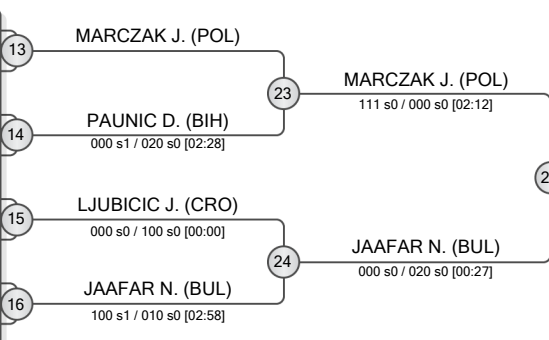 13
MARCZAK J. (POL)
23
MARCZAK J. (POL)
111 s0 / 000 s0 [02:12]
14
PAUNIC D. (BIH)
000 s1 / 020 s0 [02:28]
2
15
LJUBICIC J. (CRO)
000 s0 / 100 s0 [00:00]
24
JAAFAR N. (BUL)
000 s0 / 020 s0 [00:27]
16
JAAFAR N. (BUL)
100 s1 / 010 s0 [02:58]